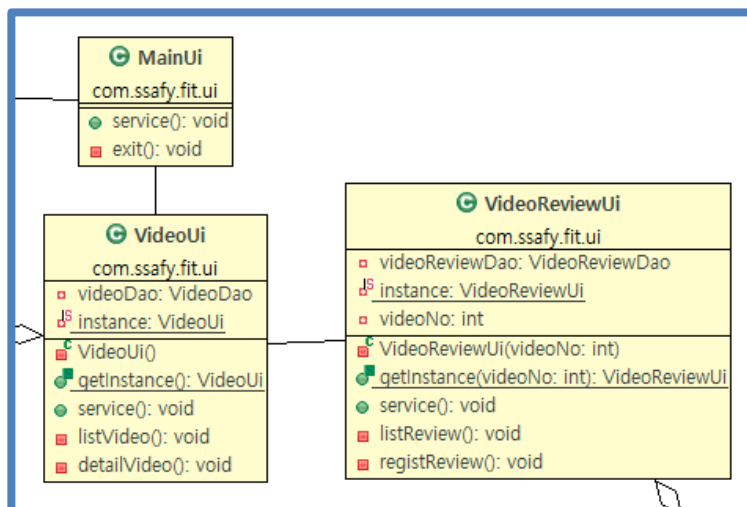 MainUi
com.ssafy.fit.ui
service(): void
exit(): void
VideoUi
com.ssafy.fit.ui
videoDao: VideoDao
instance: VideoUi
VideoUi()
getInstance(): VideoUi
service(): void
listVideo(): void
detailVideo(): void
VideoReviewUi
com.ssafy.fit.ui
videoReviewDao: VideoReviewDao
instance: VideoReviewUi
videoNo: int
VideoReviewUi(videoNo: int)
getInstance(videoNo: int): VideoReviewUi
service(): void
listReview(): void
registReview(): void